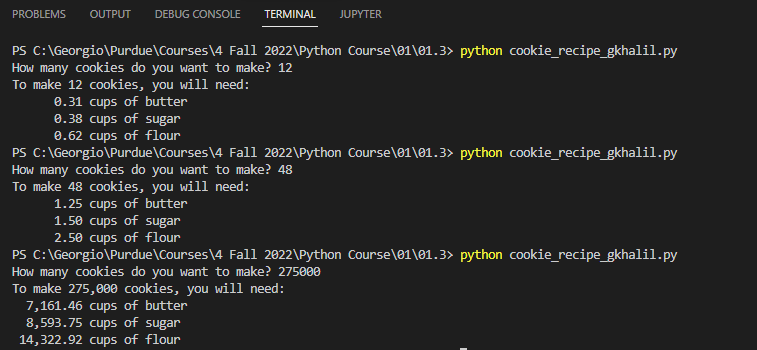 PROBLEMS OUTPUT DEBUG CONSOLE TERMINAL JUPYTER
PS C:\Georgio\Purdue\Courses\4 Fall 2022\Python Course\01\01.3> python cookie_recipe_gkhalil.py
How many cookies do you want to make? 12
To make 12 cookies, you will need:
0.31 cups of butter
0.38 cups of sugar
0.62 cups of flour
PS C:\Georgio\Purdue\Courses\4 Fall 2022\Python Course\01\01.3> python cookie_recipe_gkhalil.py
How many cookies do you want to make? 48
To make 48 cookies, you will need:
1.25 cups of butter
1.50 cups of sugar
2.50 cups of flour
PS C:\Georgio\Purdue\Courses\4 Fall 2022\Python Course\01\01.3> python cookie_recipe_gkhalil.py
How many cookies do you want to make? 275000
To make 275,000 cookies, you will need:
7,161.46 cups of butter
8,593.75 cups of sugar
14,322.92 cups of flour